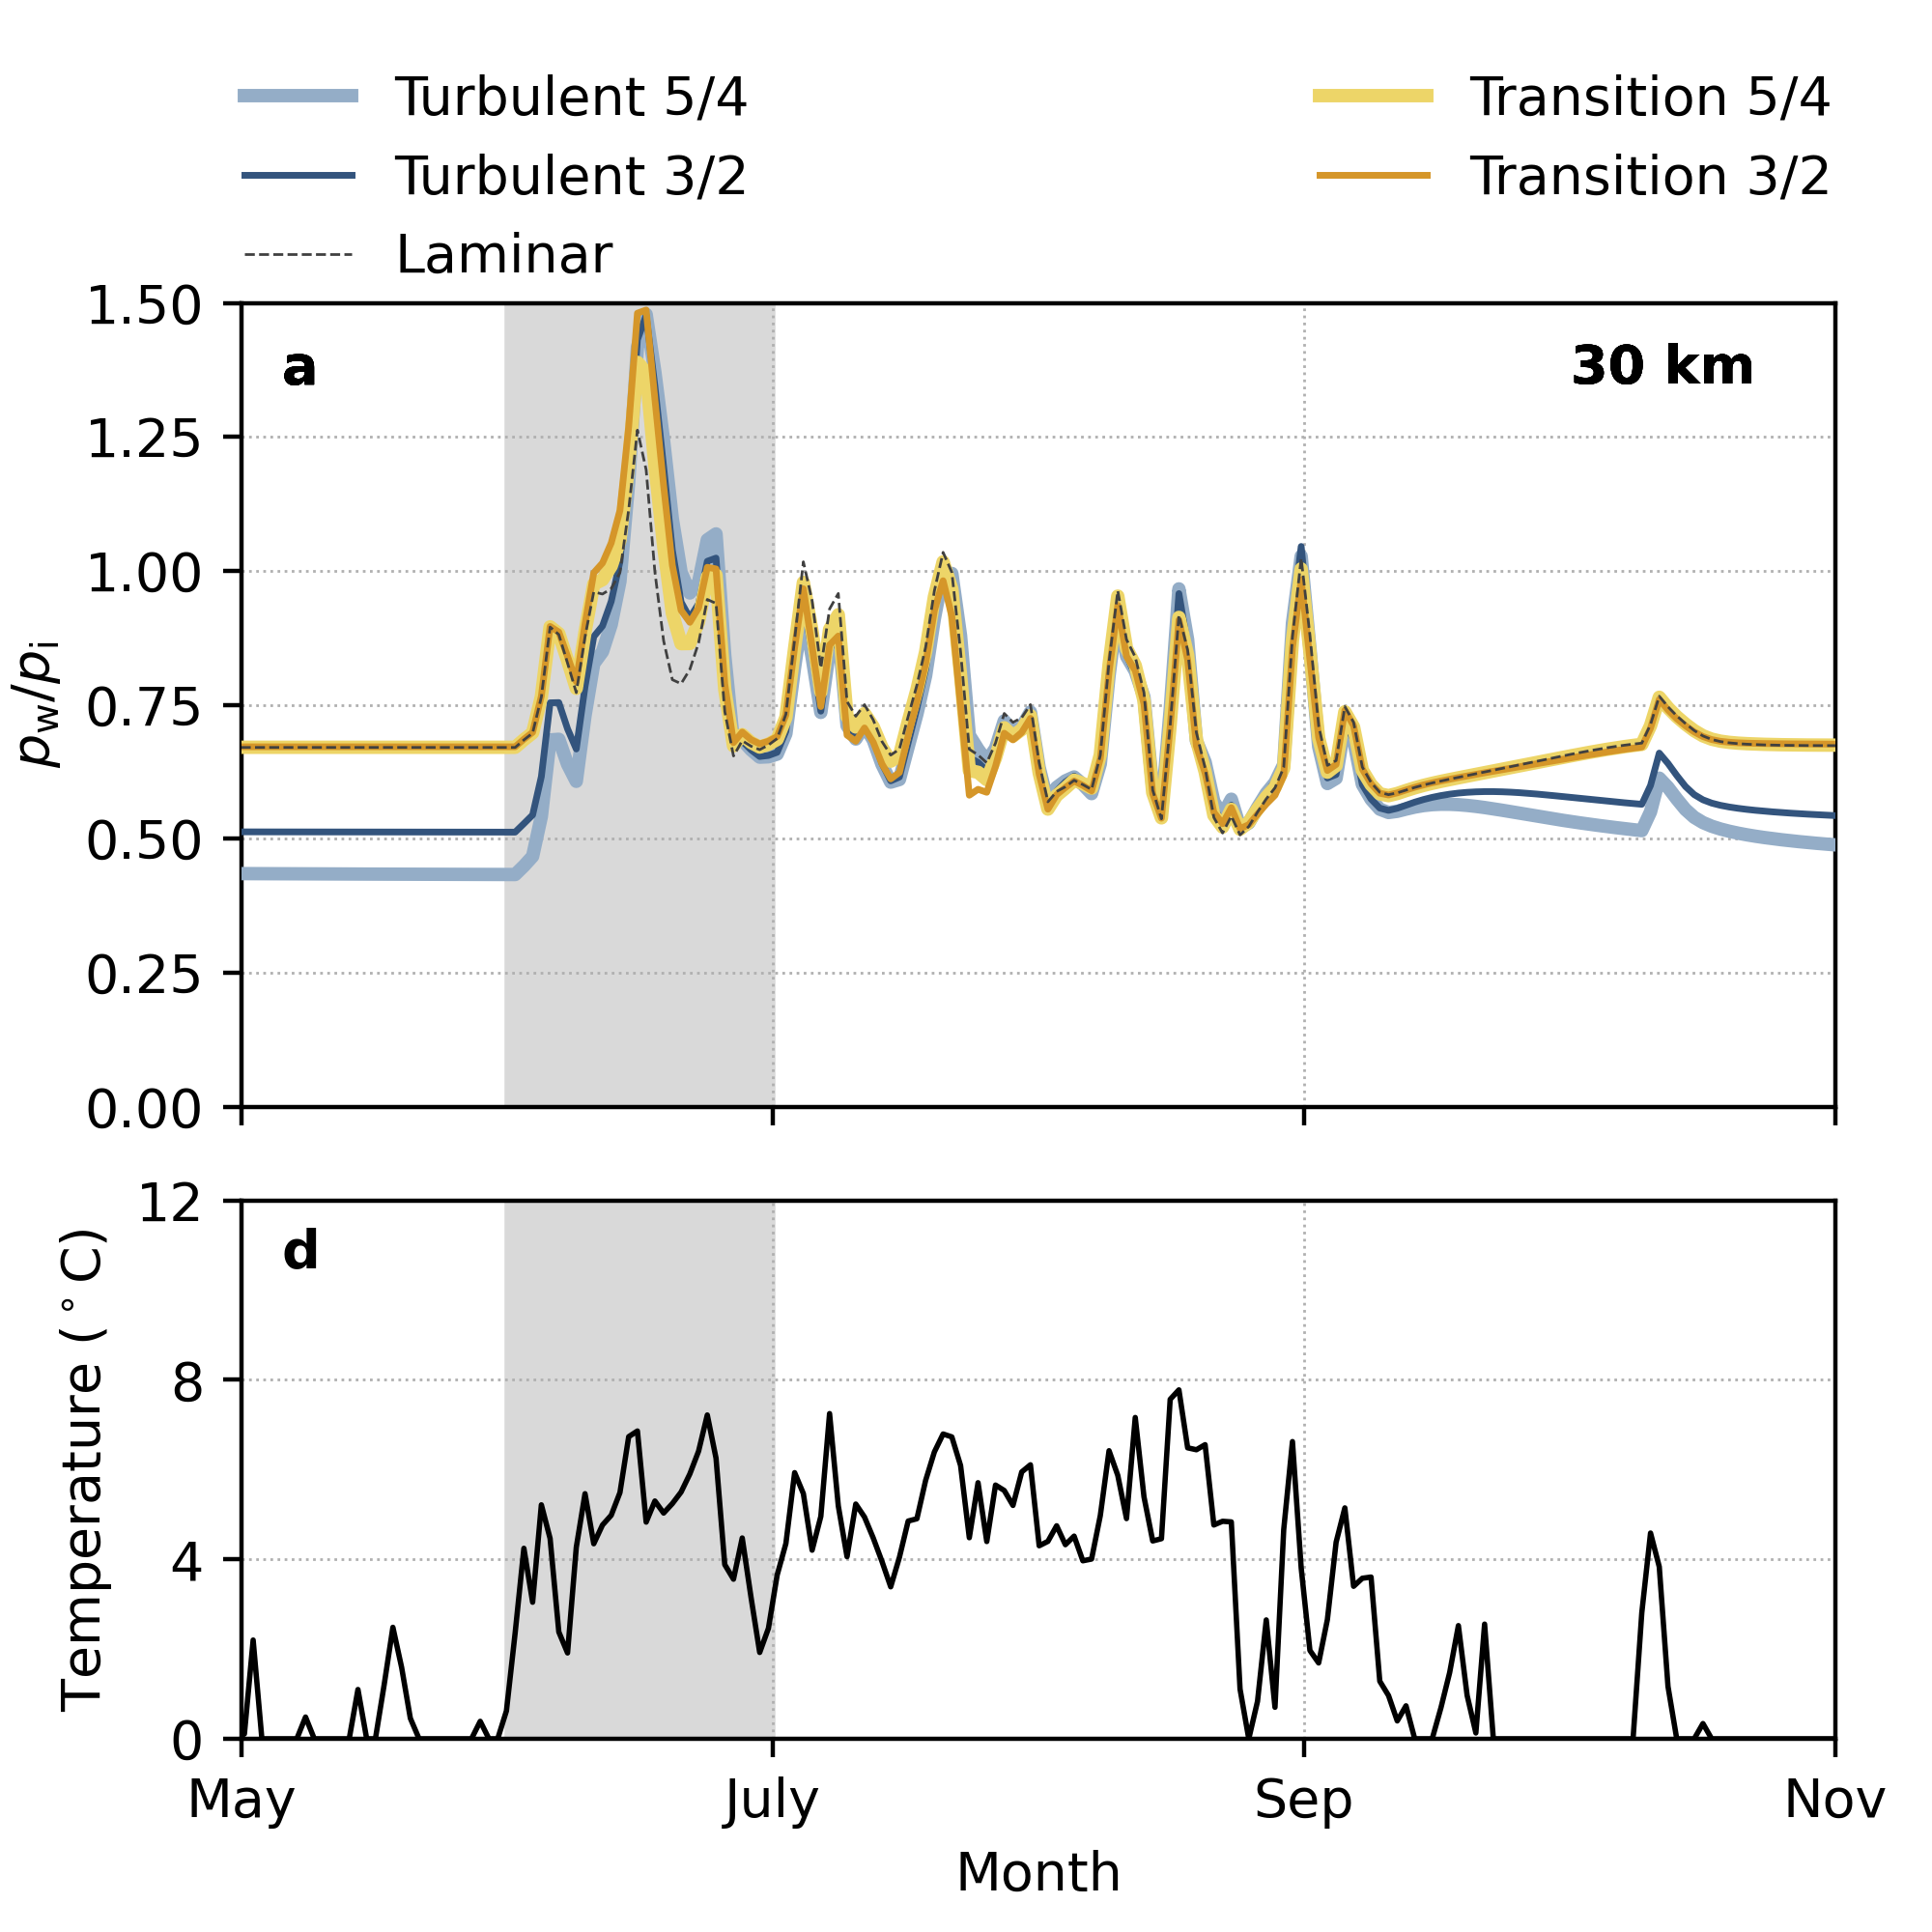 Turbulent 5/4
Turbulent 3/2
Laminar
Transition 5/4
Transition 3/2
1.50
1.25
1.00
0.75
0.50
0.25
0.00
pw/pi
a
30 km
12
8
4
0
Temperature (° C)
d
May
July
Sep
Nov
Month